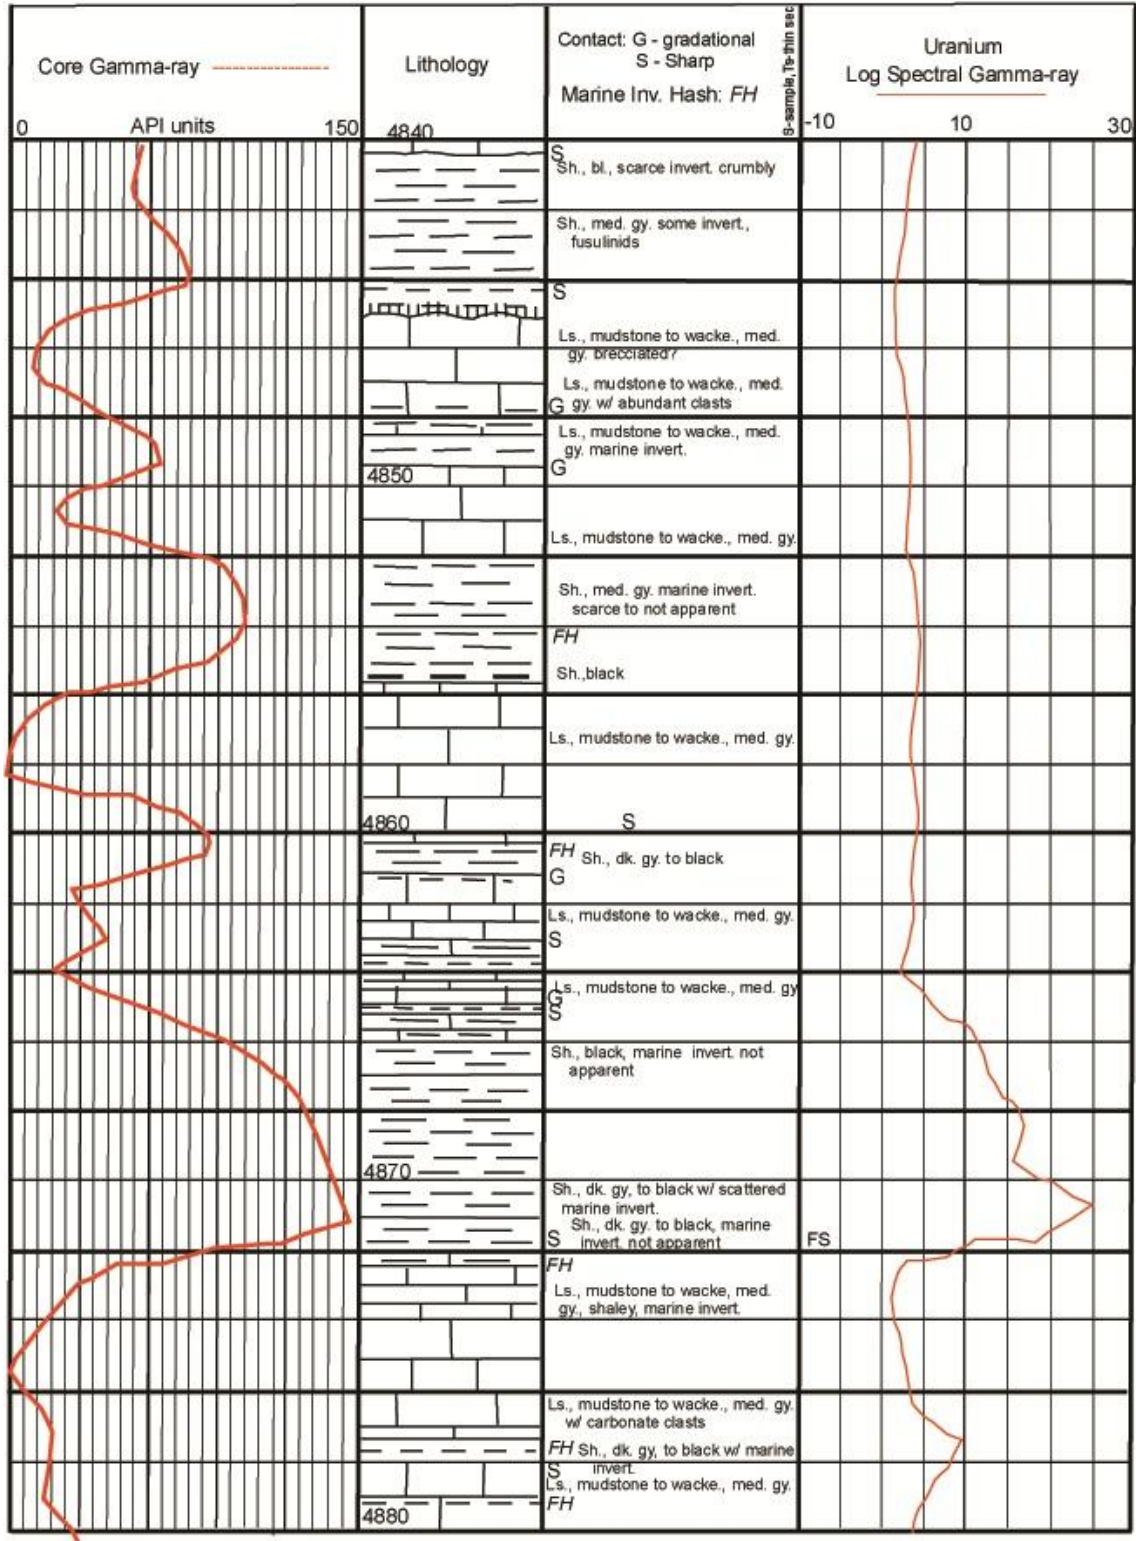 Core Gamma-ray
0 API units 150
Lithology
Contact: G - gradational
S - Sharp
Marine Inv. Hash: FH
S-sample, Ts-thin sec
Uranium
Log Spectral Gamma-ray
-10 10 30
4840
S
Sh., bl., scarce invert. crumbly
Sh., med. gy. some invert.,
fusulinids
S
Ls., mudstone to wacke., med.
gy. brecciated?
Ls., mudstone to wacke., med.
G gy. w/ abundant clasts
Ls., mudstone to wacke., med.
gy. marine invert.
G
4850
Ls., mudstone to wacke., med. gy.
Sh., med. gy. marine invert.
scarce to not apparent
FH
Sh.,black
Ls., mudstone to wacke., med. gy.
4860
S
FH Sh., dk. gy. to black
G
Ls., mudstone to wacke., med. gy.
S
Ls., mudstone to wacke., med. gy
G
S
Sh., black, marine invert. not
apparent
4870
Sh., dk. gy, to black w/ scattered
marine invert.
Sh., dk. gy. to black, marine
S invert. not apparent
FS
FH
Ls., mudstone to wacke, med.
gy., shaley, marine invert.
Ls., mudstone to wacke., med. gy.
w/ carbonate clasts
FH Sh., dk. gy, to black w/ marine
invert.
S
Ls., mudstone to wacke., med. gy.
FH
4880